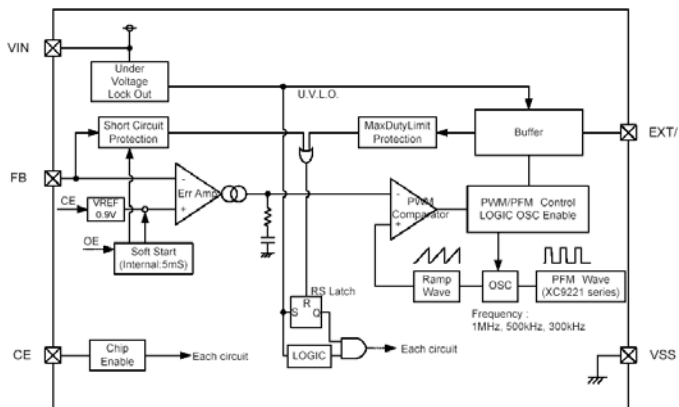 VIN
Under
Voltage
Lock Out
U.V.L.O.
Short Circuit
Protection
MaxDutyLimit
Protection
Buffer
EXT/
FB
Err Amp
CE
VREF
0.9V
PWM
Comparator
PWM/PFM Control
LOGIC OSC Enable
OE
Soft Start
(Internal:5mS)
Ramp
Wave
OSC
PFM Wave
(XC9221 series)
Frequency :
1MHz, 500kHz, 300kHz
RS Latch
R
S
Q
LOGIC
Each circuit
CE
Chip
Enable
Each circuit
VSS
-
+
-
+